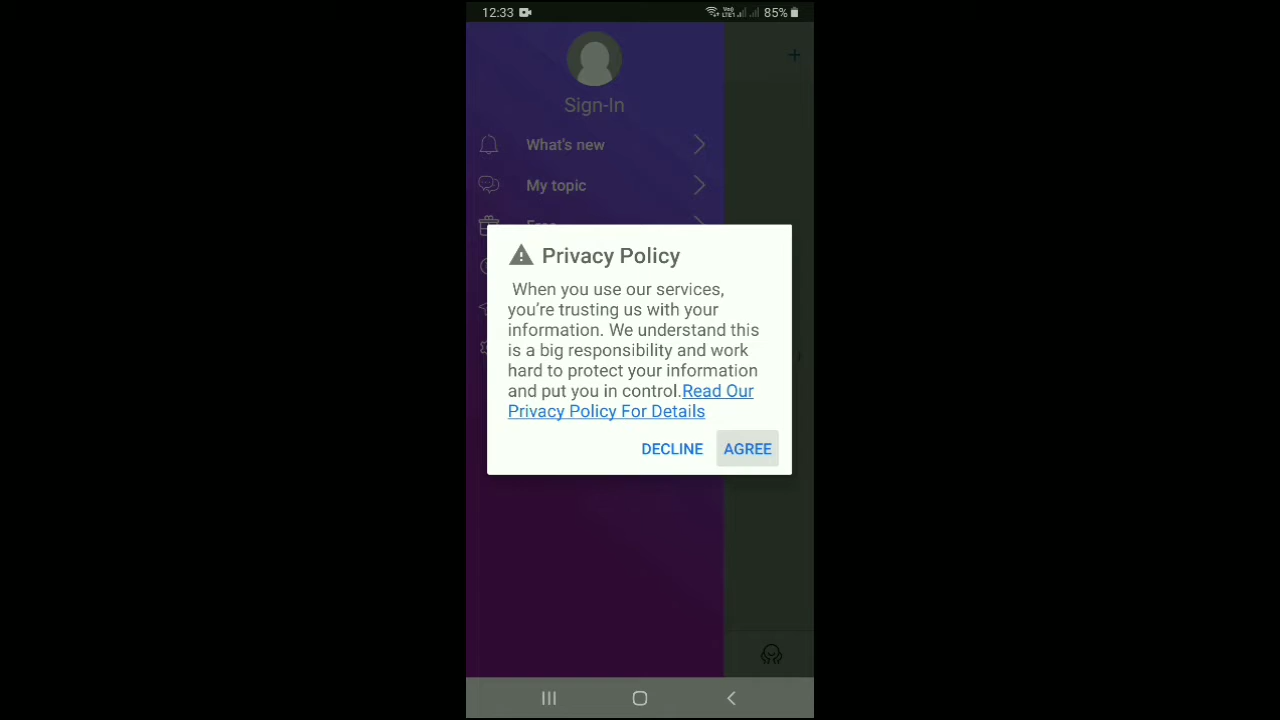 12:33 85%
Sign-In
What's new
My topic
Free
Privacy Policy
When you use our services,
you’re trusting us with your
information. We understand this
is a big responsibility and work
hard to protect your information
and put you in control.Read Our
Privacy Policy For Details
DECLINE AGREE